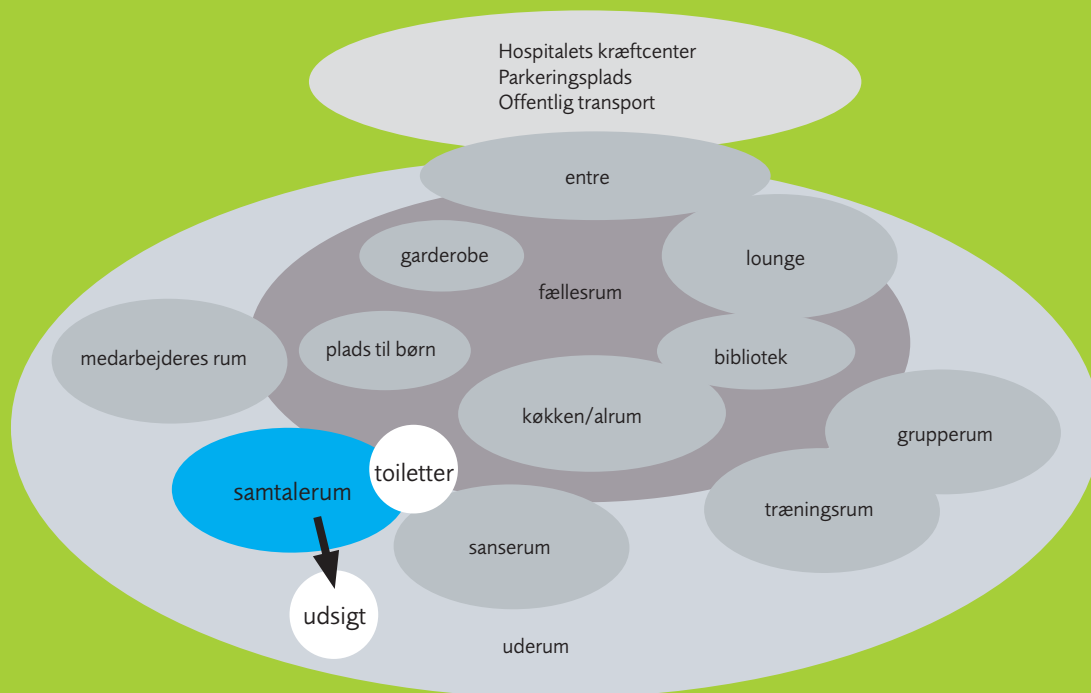 Hospitalets kræftcenter
Parkeringsplads
Offentlig transport
entre
garderobe
lounge
fællesrum
medarbejderes rum
plads til børn
bibliotek
køkken/alrum
grupperum
toiletter
samtalerum
træningsrum
sanserum
udsigt
uderum